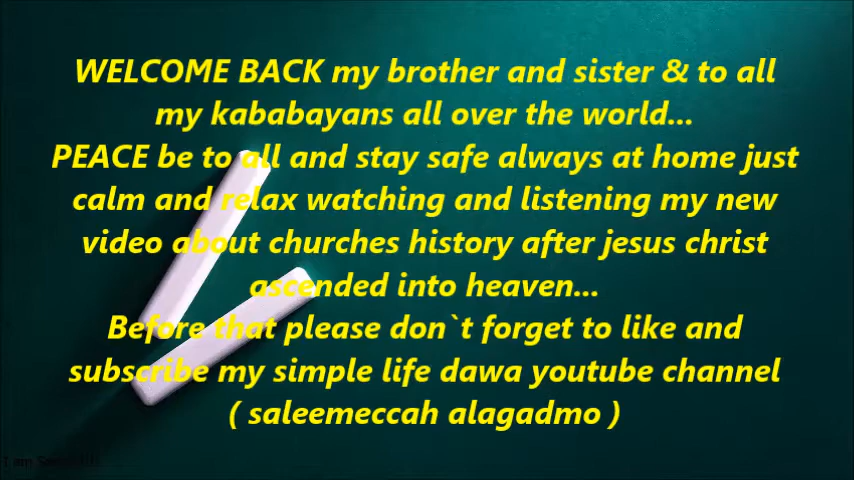 WELCOME BACK my brother and sister & to all
my kababayans all over the world...
PEACE be to all and stay safe always at home just
calm and relax watching and listening my new
video about churches history after jesus christ
ascended into heaven...
Before that please don`t forget to like and
subscribe my simple life dawa youtube channel
( saleemeccah alagadmo )
I am